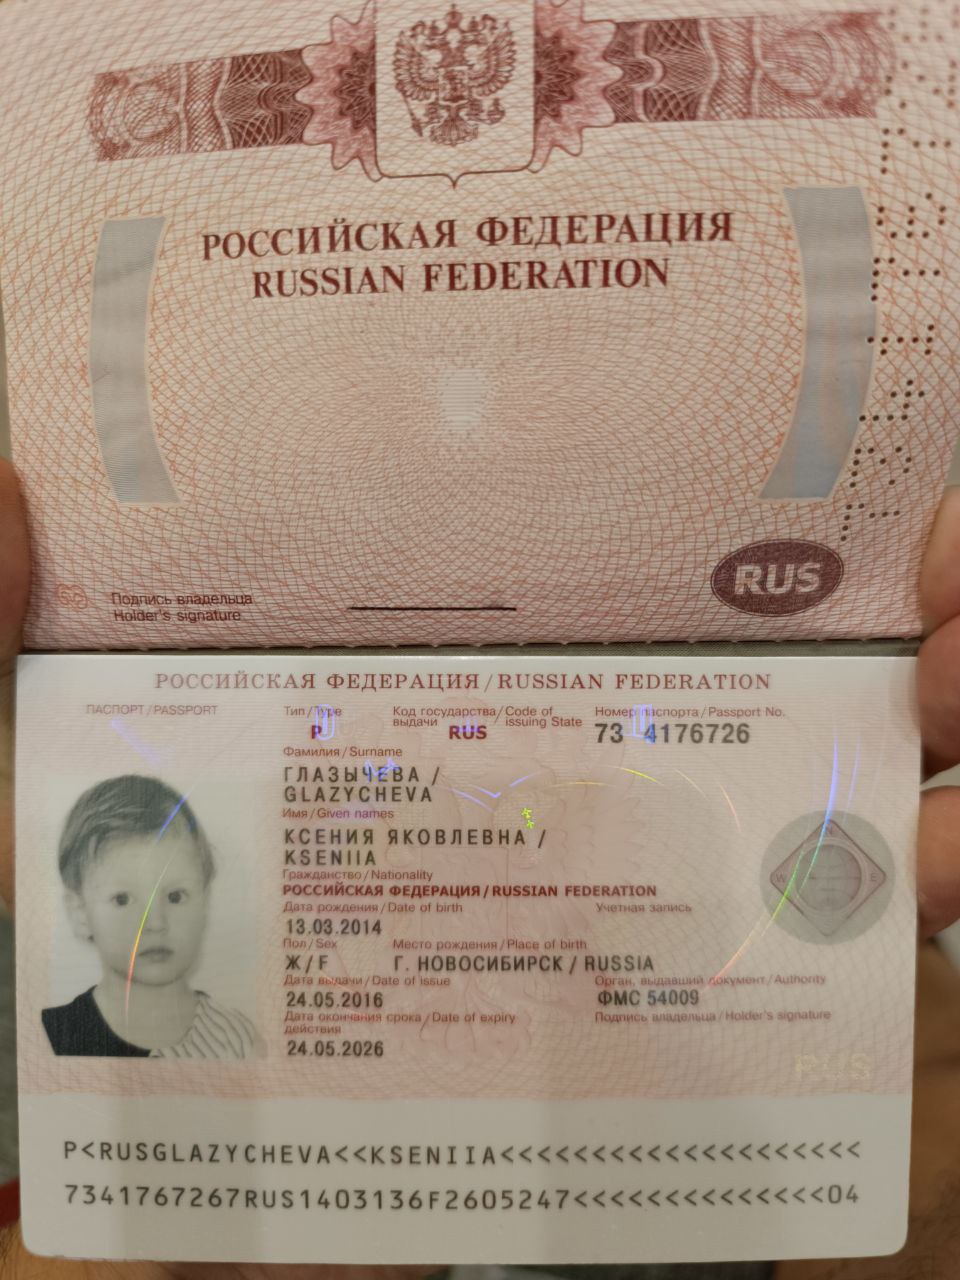 РОССИЙСКАЯ ФЕДЕРАЦИЯ
RUSSIAN FEDERATION
RUS
Подпись владельца
Holder's signature
РОССИЙСКАЯ ФЕДЕРАЦИЯ / RUSSIAN FEDERATION
ПАСПОРТ / PASSPORT
Тип / Type
P
Код государства / Code of
выдачи issuing State
RUS
Номер паспорта / Passport No.
73 4176726
Фамилия / Surname
ГЛАЗЫЧЕВА /
GLAZYCHEVA
Имя / Given names
КСЕНИЯ ЯКОВЛЕВНА /
KSENIIA
Гражданство / Nationality
РОССИЙСКАЯ ФЕДЕРАЦИЯ / RUSSIAN FEDERATION
Дата рождения / Date of birth
Учетная запись
13.03.2014
Пол / Sex
Место рождения / Place of birth
Ж / F
Г. НОВОСИБИРСК / RUSSIA
Дата выдачи / Date of issue
Орган, выдавший документ / Authority
24.05.2016
ФМС 54009
Дата окончания срока / Date of expiry
действия
Подпись владельца / Holder's signature
24.05.2026
N
W
E
RUS
P<RUSGLAZYCHEVA<<KSENIIA<<<<<<<<<<<<<<<<<<<<
7341767267RUS1403136F2605247<<<<<<<<<<<<<<04